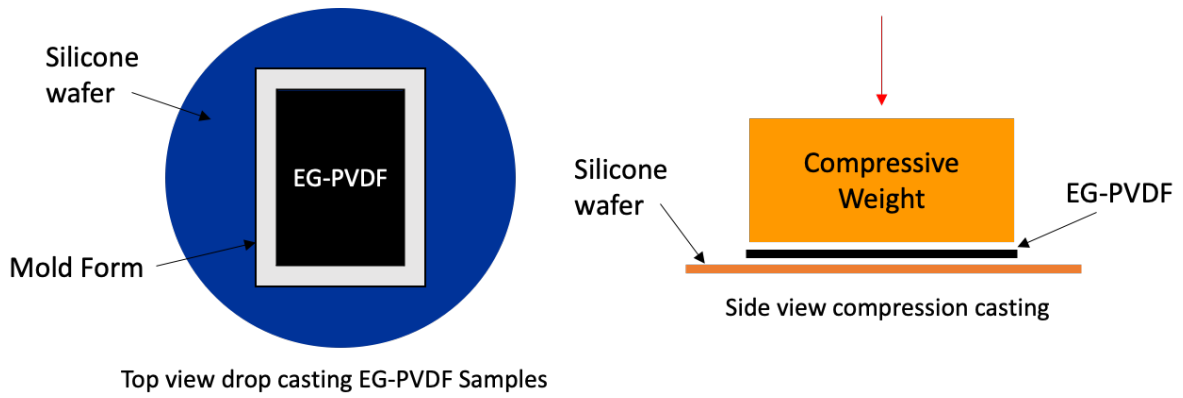 Silicone
wafer
EG-PVDF
Mold Form
Top view drop casting EG-PVDF Samples
Compressive
Weight
Silicone
wafer
EG-PVDF
Side view compression casting